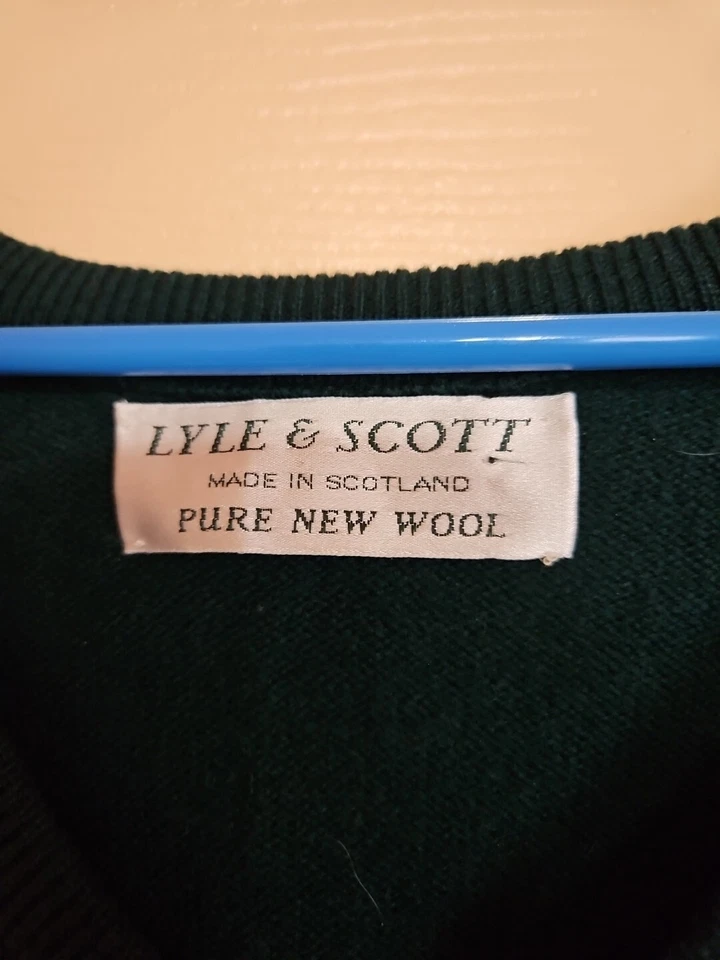 LYLE & SCOTT
MADE IN SCOTLAND
PURE NEW WOOL